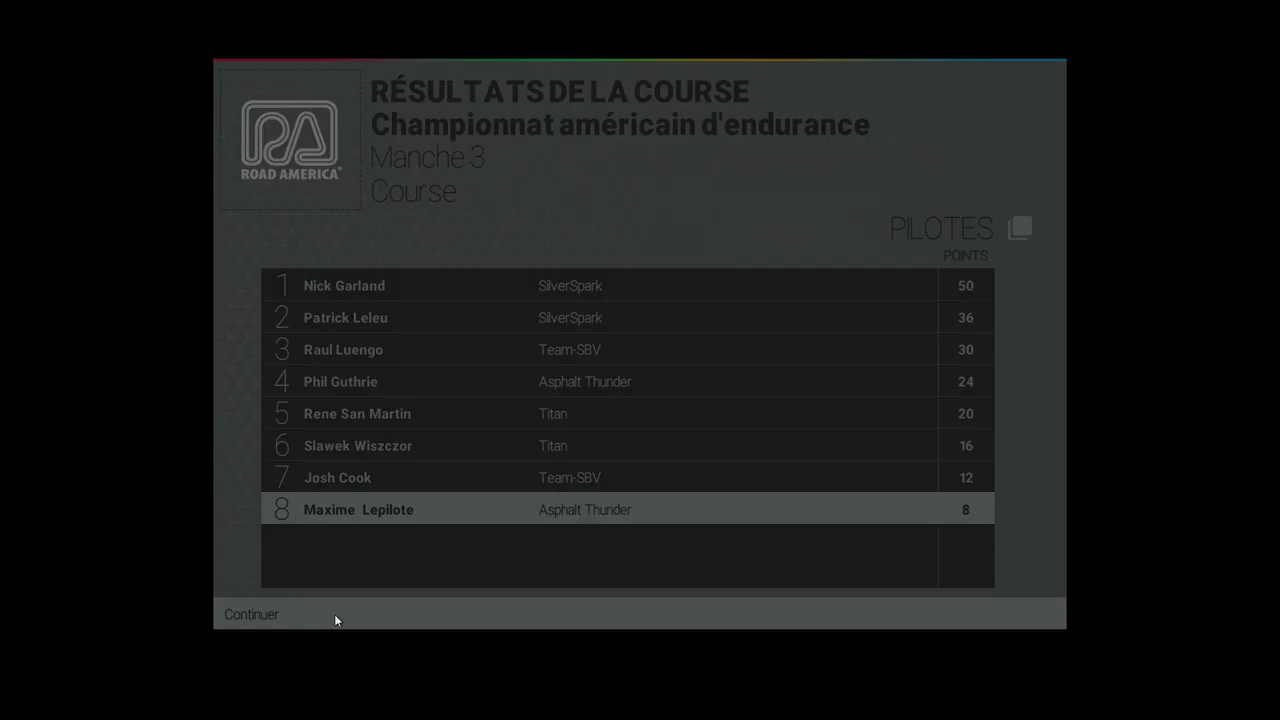 RÉSULTATS DE LA COURSE
Championnat américain d'endurance
Manche 3
Course
ROAD AMERICA
PILOTES
POINTS
1 Nick Garland SilverSpark 50
2 Patrick Leleu SilverSpark 36
3 Raul Luengo Team-SBV 30
4 Phil Guthrie Asphalt Thunder 24
5 Rene San Martin Titan 20
6 Slawek Wiszczor Titan 16
7 Josh Cook Team-SBV 12
8 Maxime Lepilote Asphalt Thunder 8
Continuer